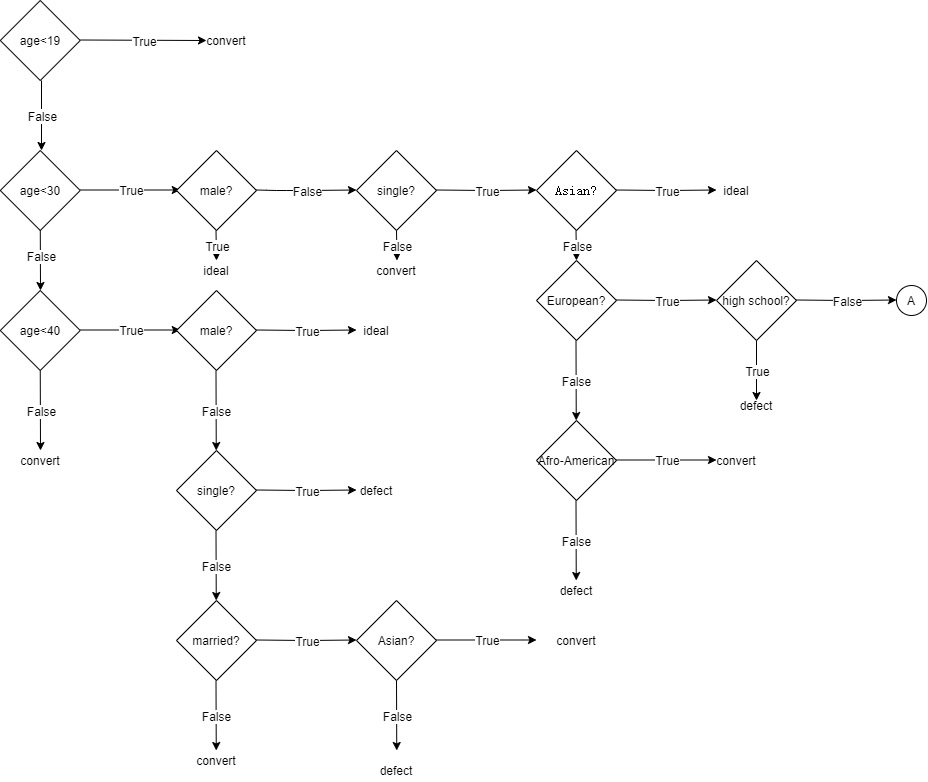 age<19
True
convert
False
age<30
True
male?
False
single?
True
Asian?
True
ideal
True
False
False
ideal
convert
False
European?
True
high school?
False
A
age<40
True
male?
True
ideal
False
True
defect
False
False
convert
Afro-American
True
convert
single?
True
defect
False
False
defect
married?
True
Asian?
True
convert
False
False
convert
defect